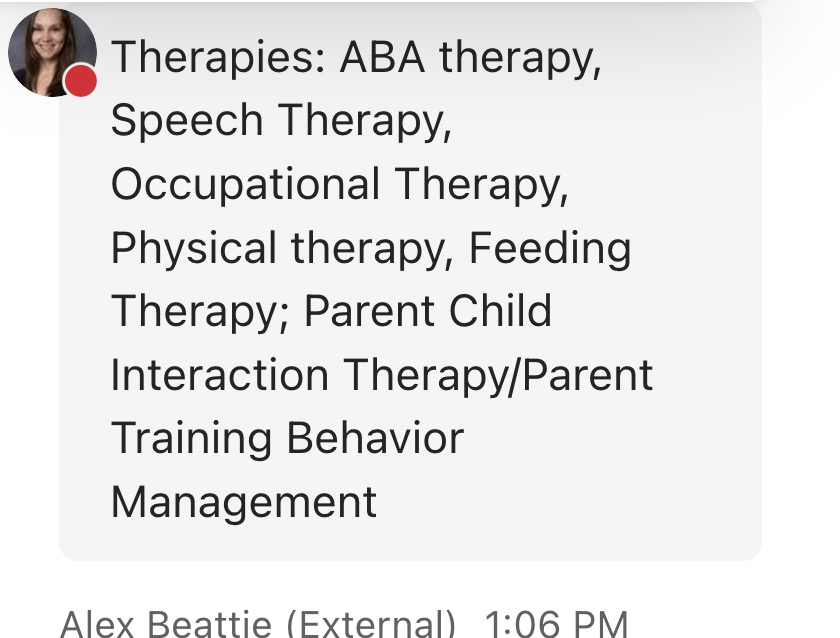 Therapies: ABA therapy,
Speech Therapy,
Occupational Therapy,
Physical therapy, Feeding
Therapy; Parent Child
Interaction Therapy/Parent
Training Behavior
Management
Alex Beattie (External) 1:06 PM